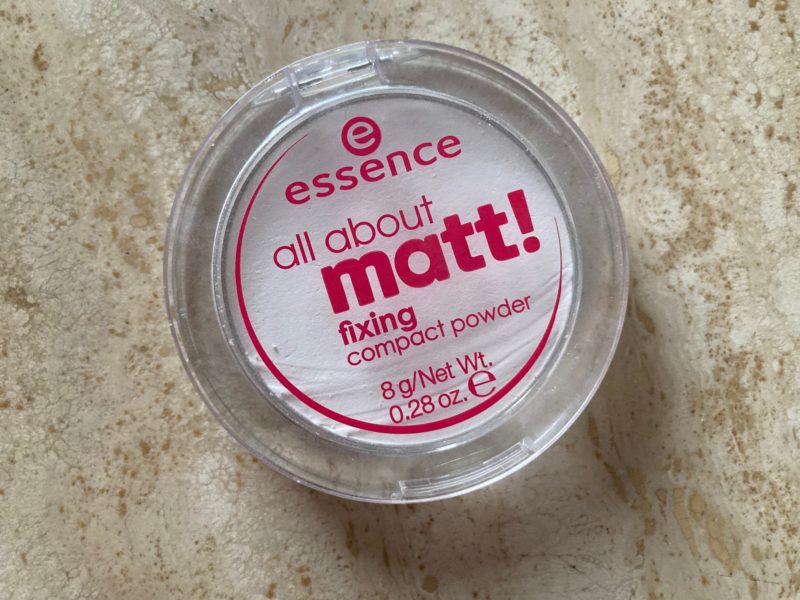 e
essence
all about
matt!
fixing
compact powder
8 g/Net Wt.
0.28 oz. ℮